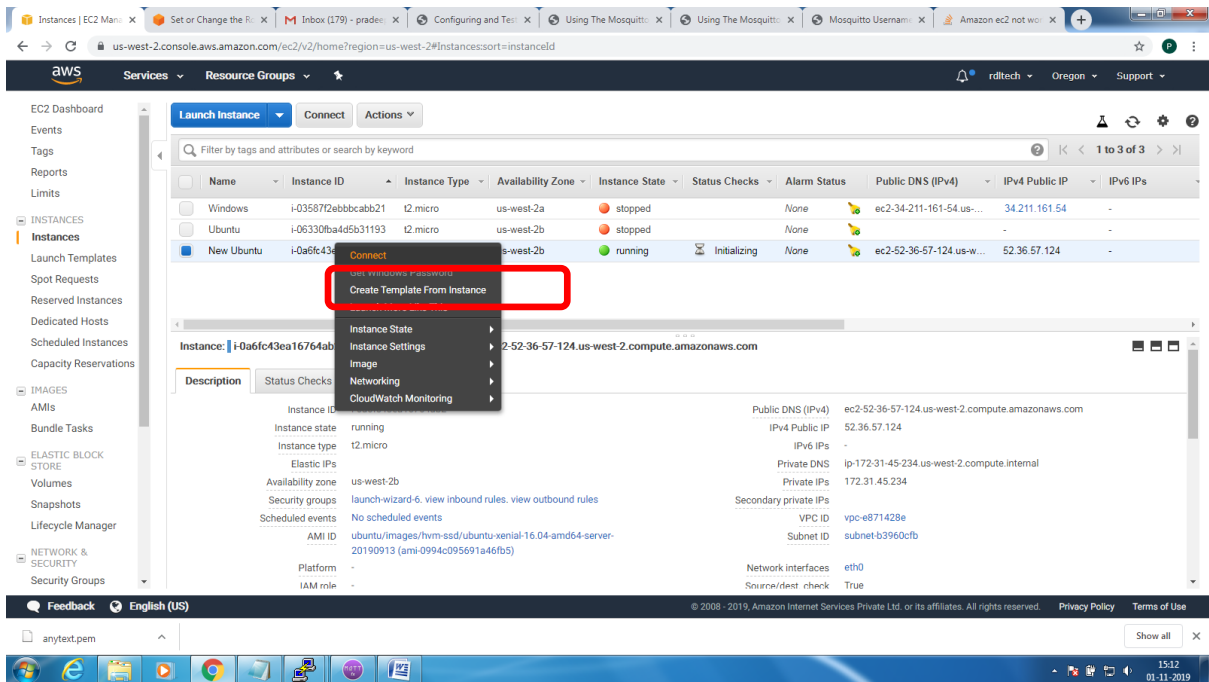 Instances | EC2 Mana
Set or Change the Ro
Inbox (179) - pradeep
Configuring and Test
Using The Mosquitto
Using The Mosquitto
Mosquitto Username
Amazon ec2 not wor
us-west-2.console.aws.amazon.com/ec2/v2/home?region=us-west-2#Instances:sort=instanceId
P
aws Services Resource Groups rdltech Oregon Support
EC2 Dashboard
Events
Tags
Reports
Limits
INSTANCES
Instances
Launch Templates
Spot Requests
Reserved Instances
Dedicated Hosts
Scheduled Instances
Capacity Reservations
IMAGES
AMIs
Bundle Tasks
ELASTIC BLOCK
STORE
Volumes
Snapshots
Lifecycle Manager
NETWORK &
SECURITY
Security Groups
Launch Instance Connect Actions
Filter by tags and attributes or search by keyword 1 to 3 of 3
Name Instance ID Instance Type Availability Zone Instance State Status Checks Alarm Status Public DNS (IPv4) IPv4 Public IP IPv6 IPs
Windows i-03587f2ebbbcabb21 t2.micro us-west-2a stopped None ec2-34-211-161-54.us-... 34.211.161.54 -
Ubuntu i-06330fba4d5b31193 t2.micro us-west-2b stopped None - -
New Ubuntu i-0a6fc43e s-west-2b running Initializing None ec2-52-36-57-124.us-w... 52.36.57.124 -
Connect
Get Windows Password
Create Template From Instance
Instance State
Instance Settings
Image
Networking
CloudWatch Monitoring
Instance: i-0a6fc43ea16764ab 2-52-36-57-124.us-west-2.compute.amazonaws.com
Description Status Checks
Instance ID
Instance state running
Instance type t2.micro
Elastic IPs
Availability zone us-west-2b
Security groups launch-wizard-6. view inbound rules. view outbound rules
Scheduled events No scheduled events
AMI ID ubuntu/images/hvm-ssd/ubuntu-xenial-16.04-amd64-server-
20190913 (ami-0994c095691a46fb5)
Platform -
IAM role -
Public DNS (IPv4) ec2-52-36-57-124.us-west-2.compute.amazonaws.com
IPv4 Public IP 52.36.57.124
IPv6 IPs -
Private DNS ip-172-31-45-234.us-west-2.compute.internal
Private IPs 172.31.45.234
Secondary private IPs
VPC ID vpc-e871428e
Subnet ID subnet-b3960cfb
Network interfaces eth0
Source/dest. check True
Feedback English (US) © 2008 - 2019, Amazon Internet Services Private Ltd. or its affiliates. All rights reserved. Privacy Policy Terms of Use
anytext.pem Show all
15:12
01-11-2019